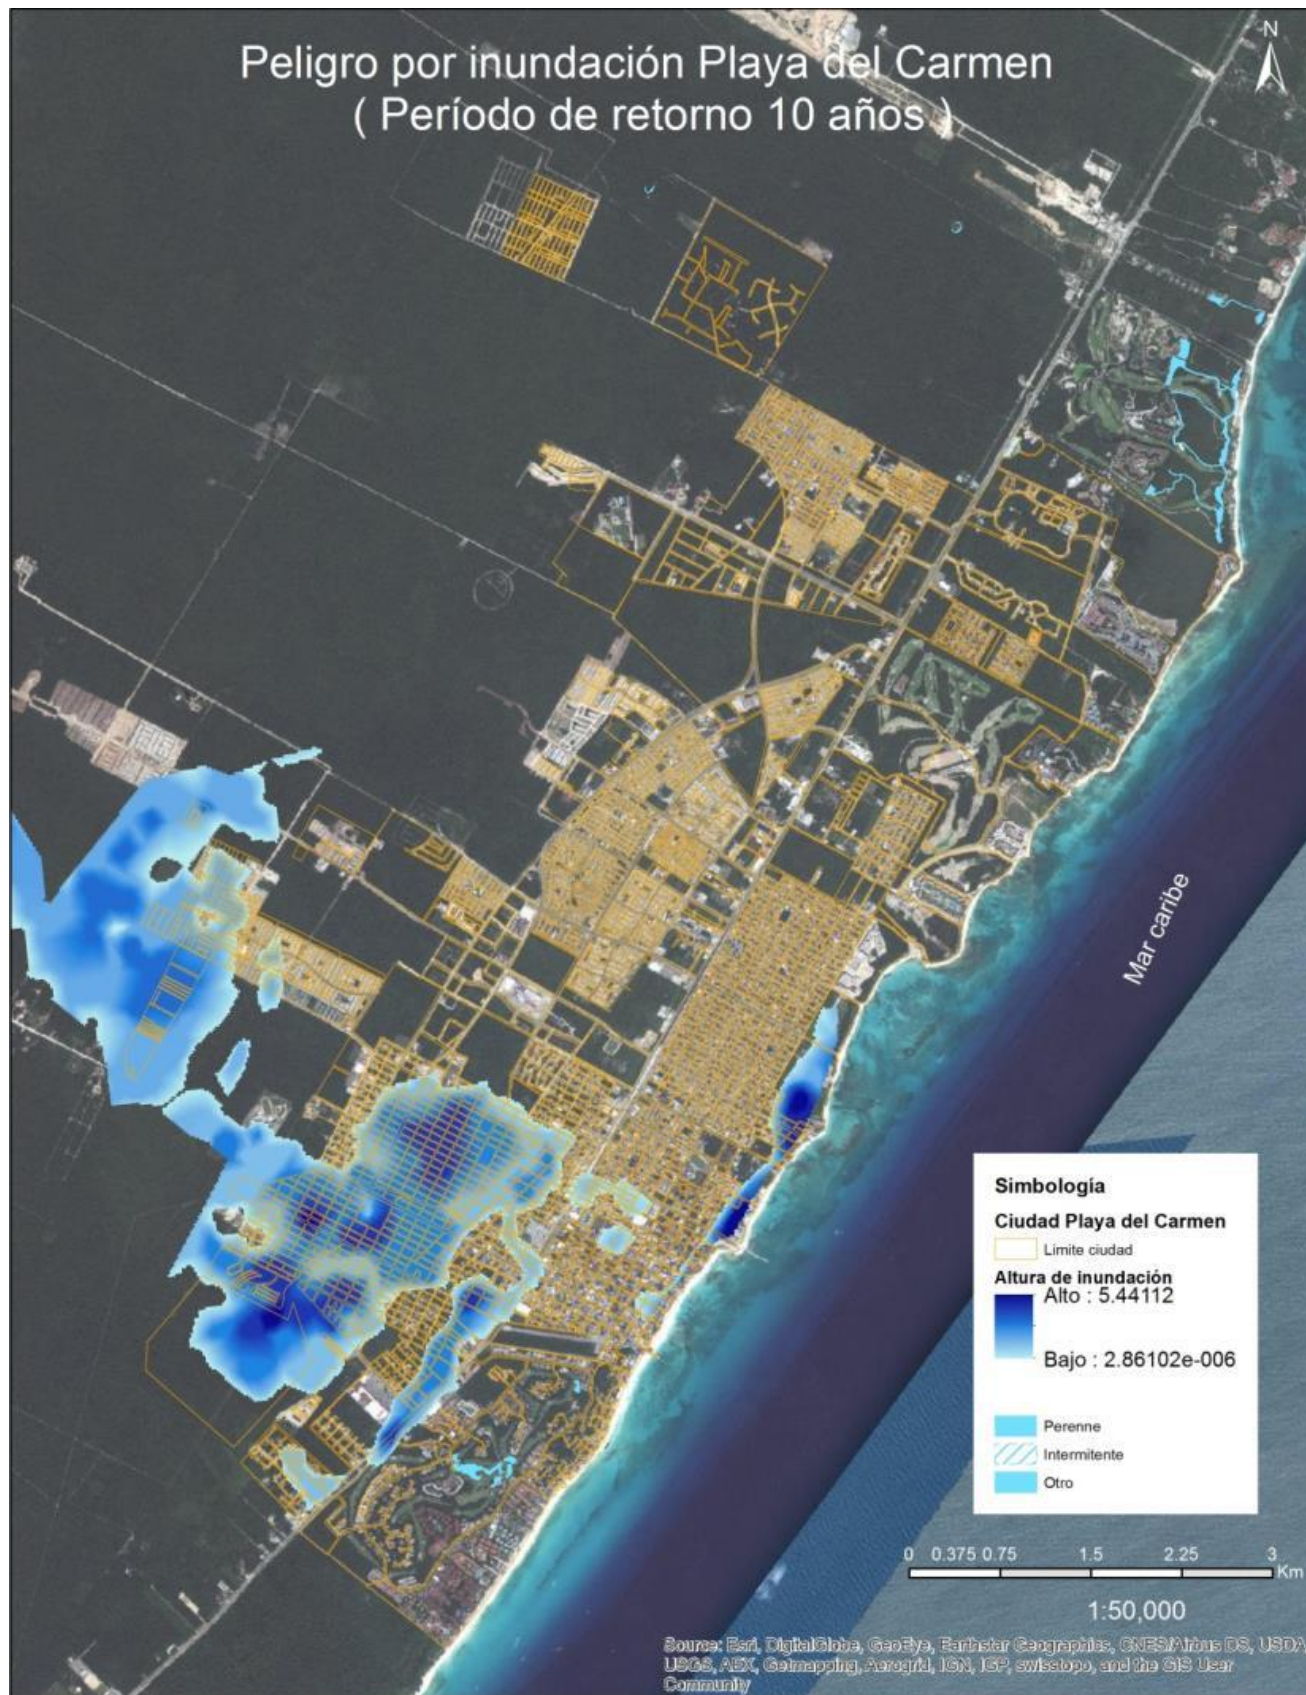 Peligro por inundación Playa del Carmen
( Período de retorno 10 años )
N
Mar caribe
Simbología
Ciudad Playa del Carmen
Limite ciudad
Altura de inundación
Alto : 5.44112
Bajo : 2.86102e-006
Perenne
Intermitente
Otro
0 0.375 0.75 1.5 2.25 3
Km
1:50,000
Source: Esri, DigitalGlobe, GeoEye, Earthstar Geographics, CNES/Airbus DS, USDA,
USGS, AEX, Getmapping, Aerogrid, IGN, IGP, swisstopo, and the GIS User
Community